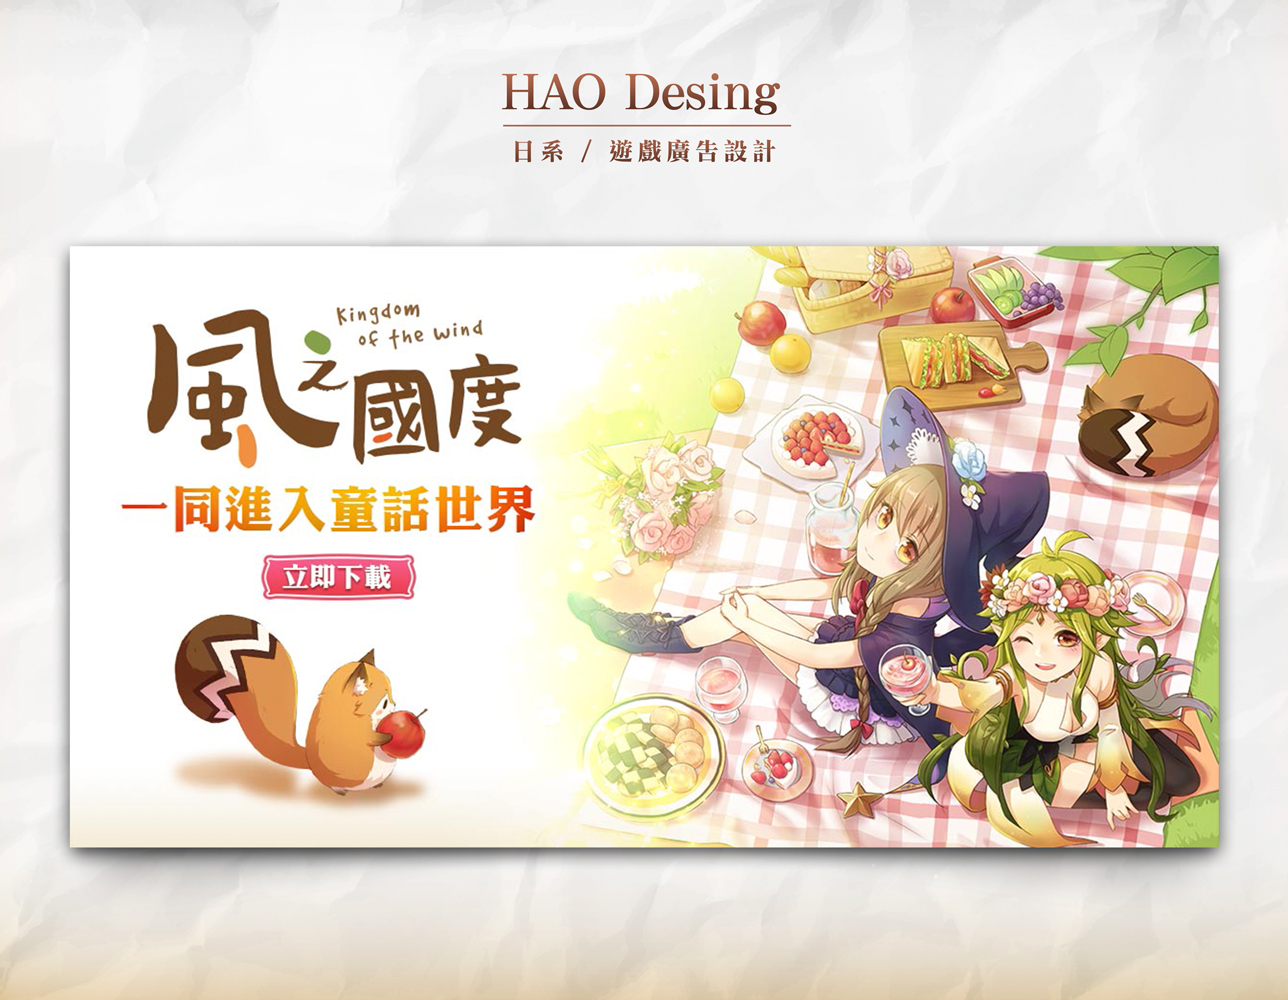 HAO Desing
日系 / 遊戲廣告設計
Kingdom
of the wind
風之國度
一同進入童話世界
立即下載